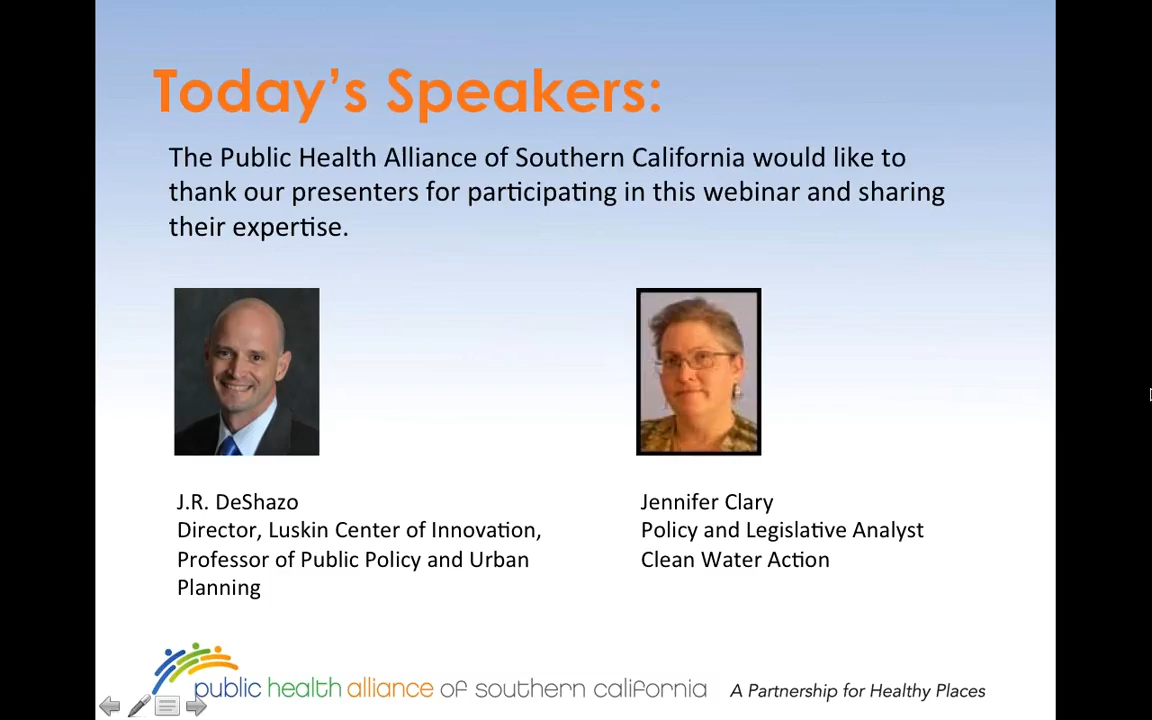 Today's Speakers:
The Public Health Alliance of Southern California would like to
thank our presenters for participating in this webinar and sharing
their expertise.
J.R. DeShazo
Director, Luskin Center of Innovation,
Professor of Public Policy and Urban
Planning
Jennifer Clary
Policy and Legislative Analyst
Clean Water Action
public health alliance of southern california
A Partnership for Healthy Places